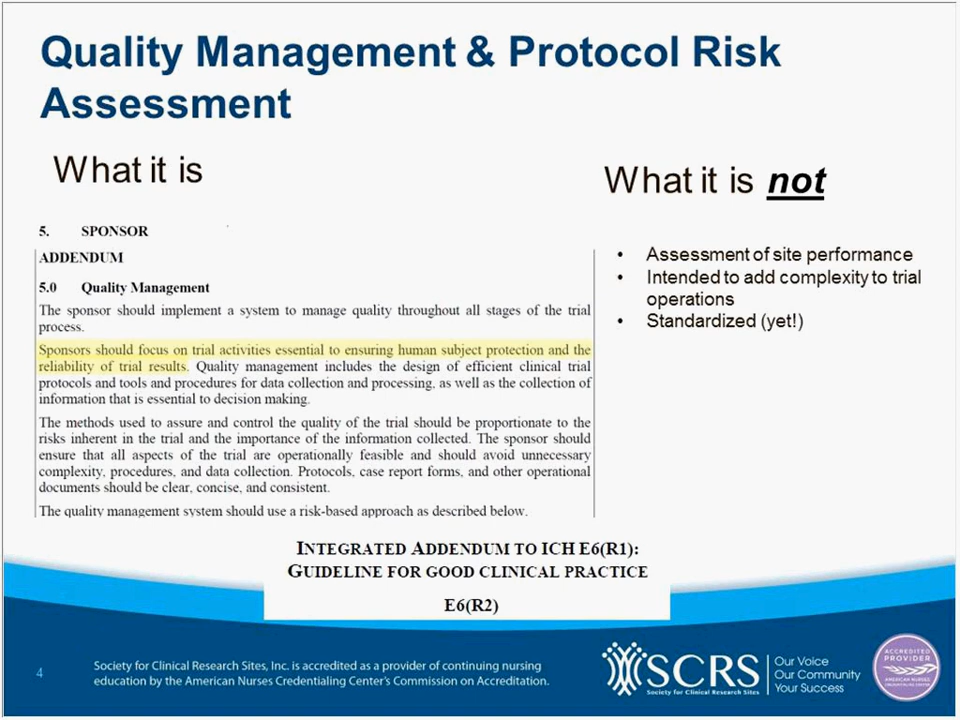 Quality Management & Protocol Risk
Assessment
What it is
5. SPONSOR
ADDENDUM
5.0 Quality Management
The sponsor should implement a system to manage quality throughout all stages of the trial
process.
Sponsors should focus on trial activities essential to ensuring human subject protection and the
reliability of trial results. Quality management includes the design of efficient clinical trial
protocols and tools and procedures for data collection and processing, as well as the collection of
information that is essential to decision making.
The methods used to assure and control the quality of the trial should be proportionate to the
risks inherent in the trial and the importance of the information collected. The sponsor should
ensure that all aspects of the trial are operationally feasible and should avoid unnecessary
complexity, procedures, and data collection. Protocols, case report forms, and other operational
documents should be clear, concise, and consistent.
The quality management system should use a risk-based approach as described below.
What it is not
• Assessment of site performance
• Intended to add complexity to trial
operations
• Standardized (yet!)
INTEGRATED ADDENDUM TO ICH E6(R1):
GUIDELINE FOR GOOD CLINICAL PRACTICE
E6(R2)
4
Society for Clinical Research Sites, Inc. is accredited as a provider of continuing nursing
education by the American Nurses Credentialing Center's Commission on Accreditation.
SCRS
Society for Clinical Research Sites
Our Voice
Our Community
Your Success
ACCREDITED
PROVIDER
AMERICAN NURSES
CREDENTIALING CENTER